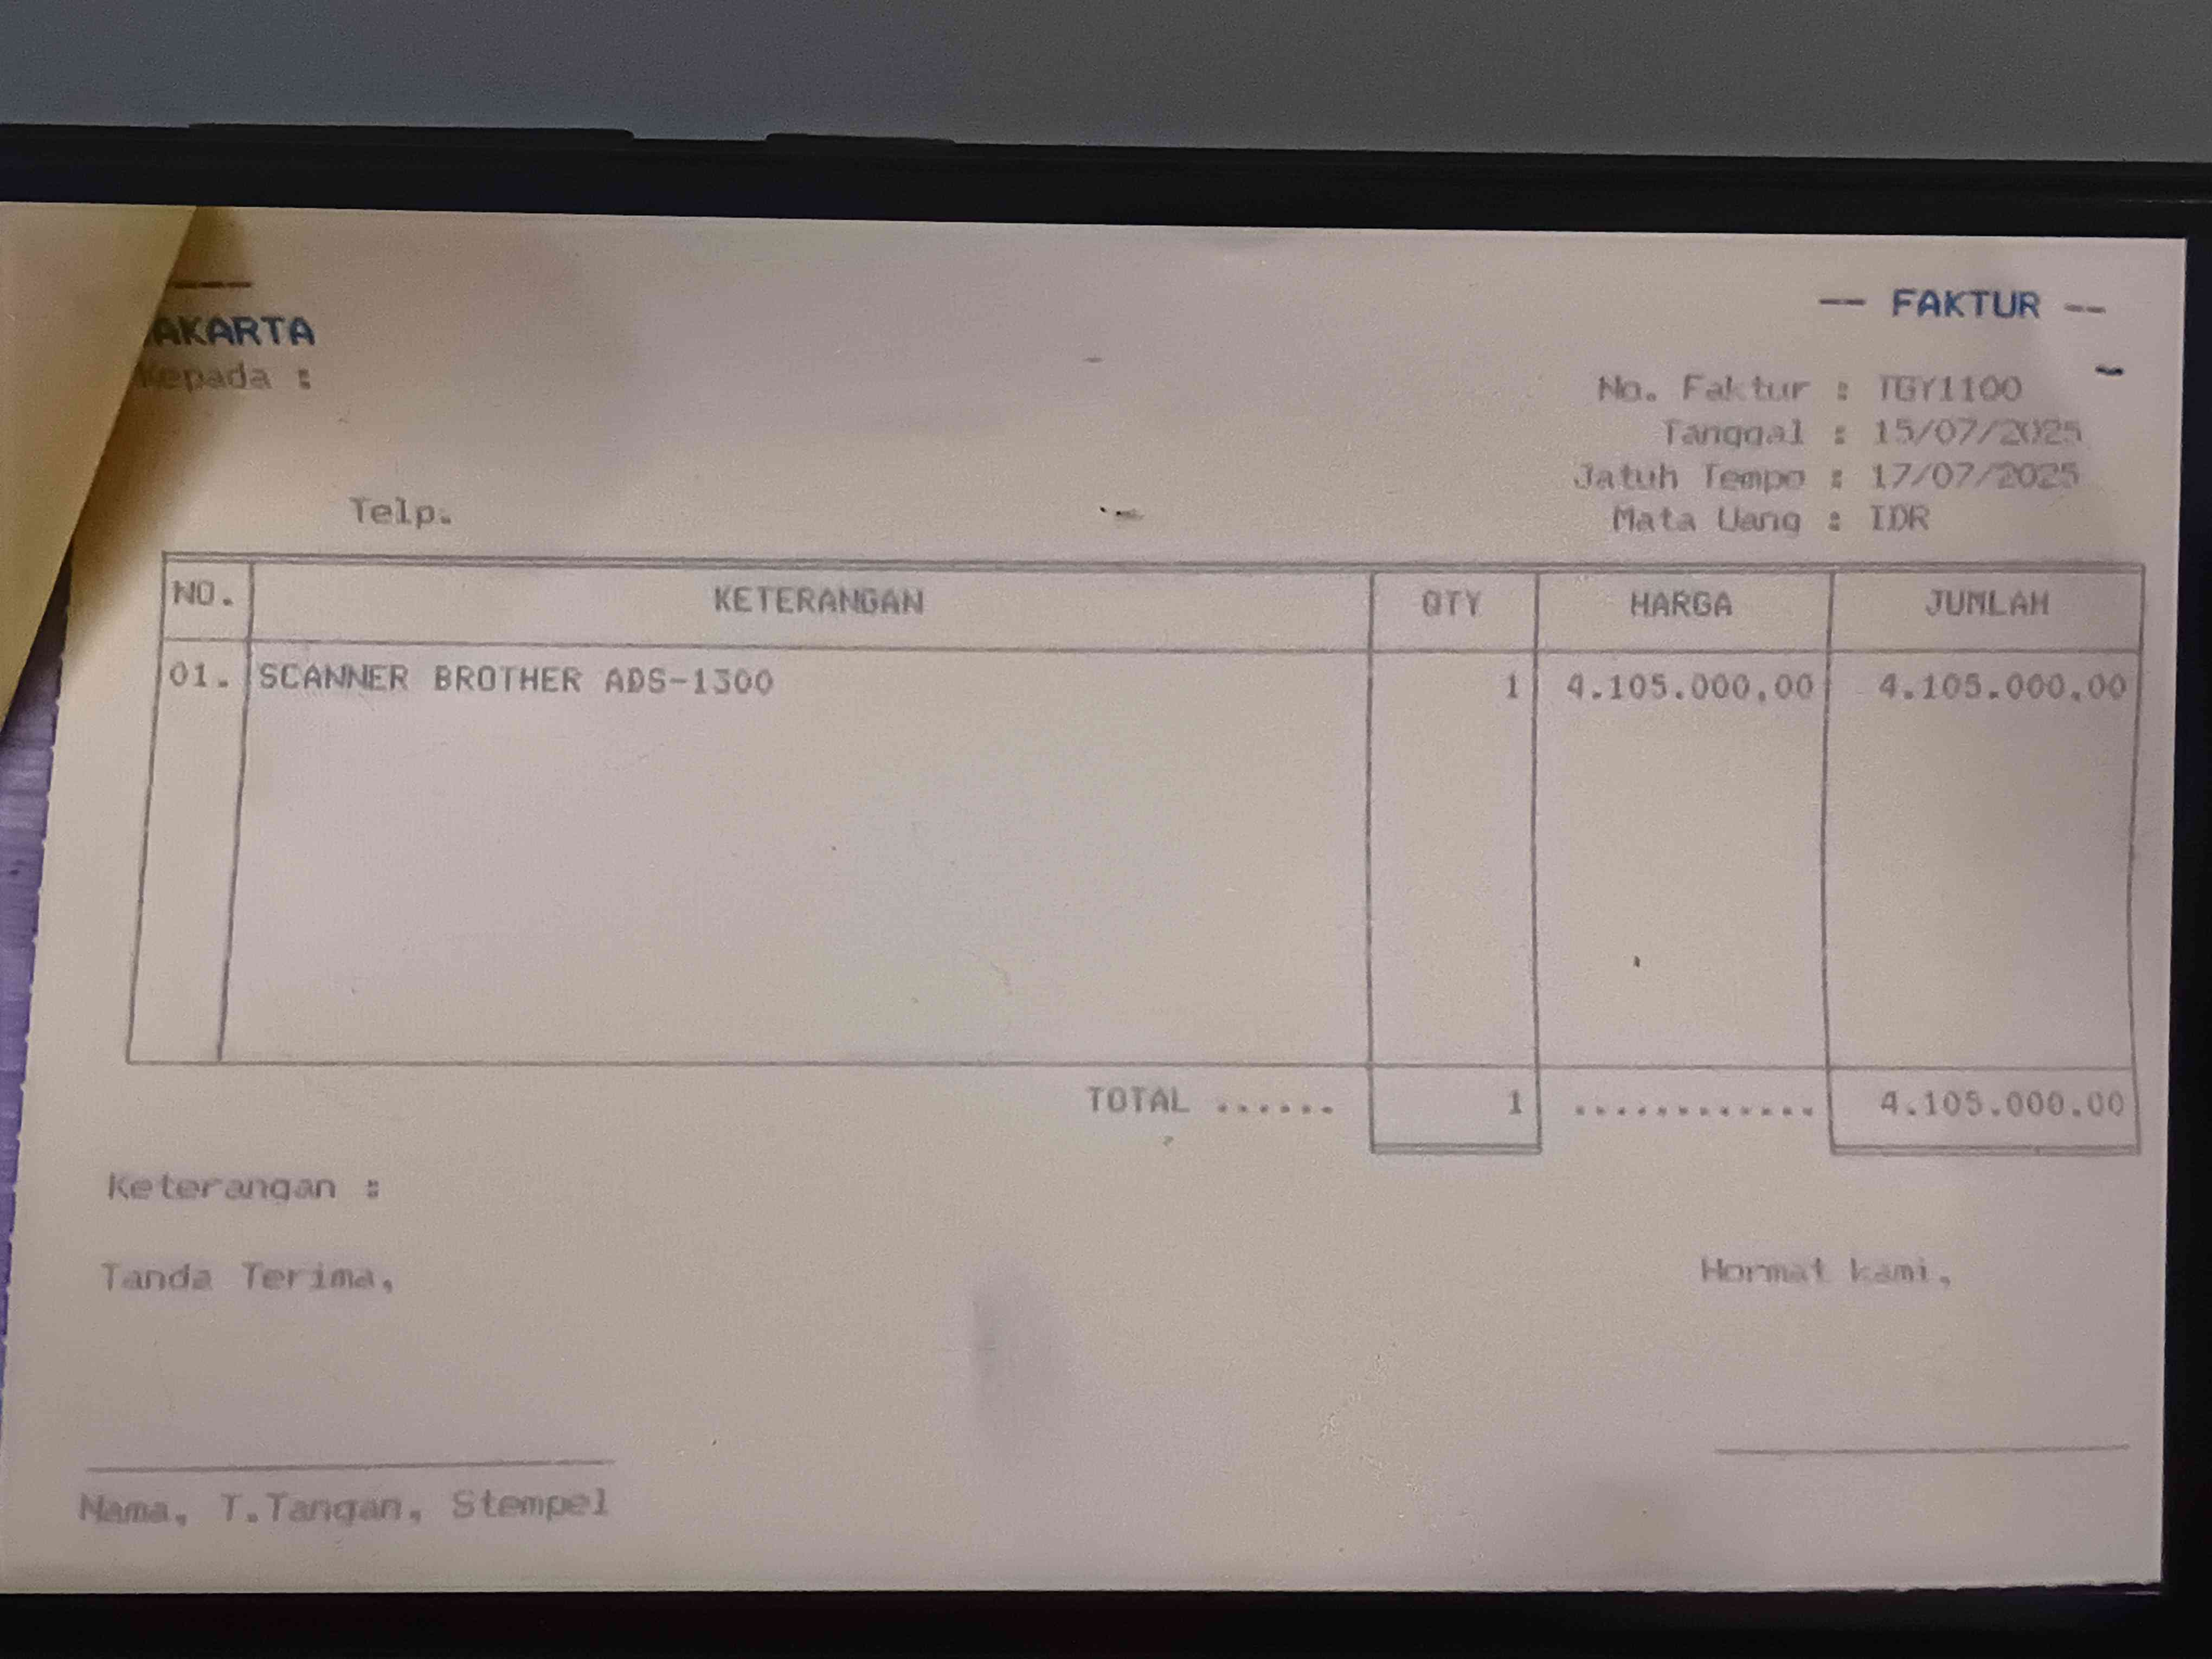 AKARTA
-- FAKTUR --
Kepada :
No. Faktur : TGY1100
Tanggal : 15/07/2025
Jatuh Tempo : 17/07/2025
Telp.
Mata Uang : IDR
NO. KETERANGAN QTY HARGA JUMLAH
01. SCANNER BROTHER ADS-1300 1 4.105.000,00 4.105.000,00
TOTAL ...... 1 ............ 4.105.000,00
Keterangan :
Tanda Terima, Hormat kami,
Nama, T.Tangan, Stempel